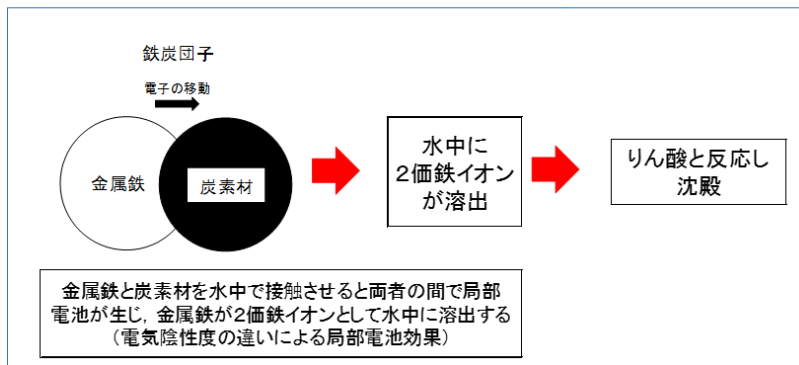 鉄炭団子
電子の移動
金属鉄
炭素材
水中に
2価鉄イオン
が溶出
りん酸と反応し
沈殿
金属鉄と炭素材を水中で接触させると両者の間で局部
電池が生じ，金属鉄が２価鉄イオンとして水中に溶出する
（電気陰性度の違いによる局部電池効果）